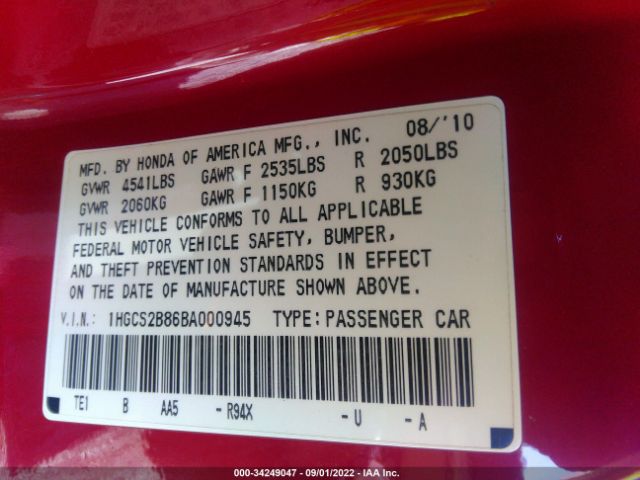 MFD. BY HONDA OF AMERICA MFG., INC. 08/'10
GVWR 4541LBS GAWR F 2535LBS R 2050LBS
GVWR 2060KG GAWR F 1150KG R 930KG
THIS VEHICLE CONFORMS TO ALL APPLICABLE
FEDERAL MOTOR VEHICLE SAFETY, BUMPER,
AND THEFT PREVENTION STANDARDS IN EFFECT
ON THE DATE OF MANUFACTURE SHOWN ABOVE.
V.I.N.: 1HGCS2B86BA000945 TYPE: PASSENGER CAR
TE1 B AA5 - R94X - U - A
000-34249047 - 09/01/2022 - IAA Inc.